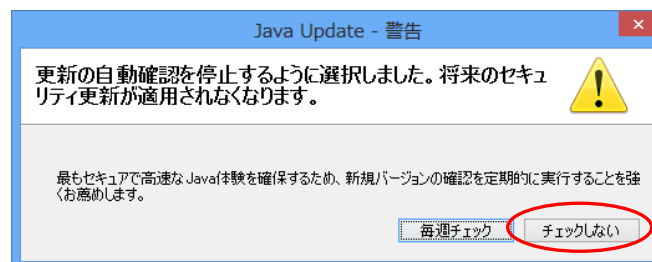 Java Update - 警告
更新の自動確認を停止するように選択しました。将来のセキュ
リティ更新が適用されなくなります。
最もセキュアで高速な Java体験を確保するため、新規バージョンの確認を定期的に実行することを強
くお薦めします。
毎週チェック チェックしない